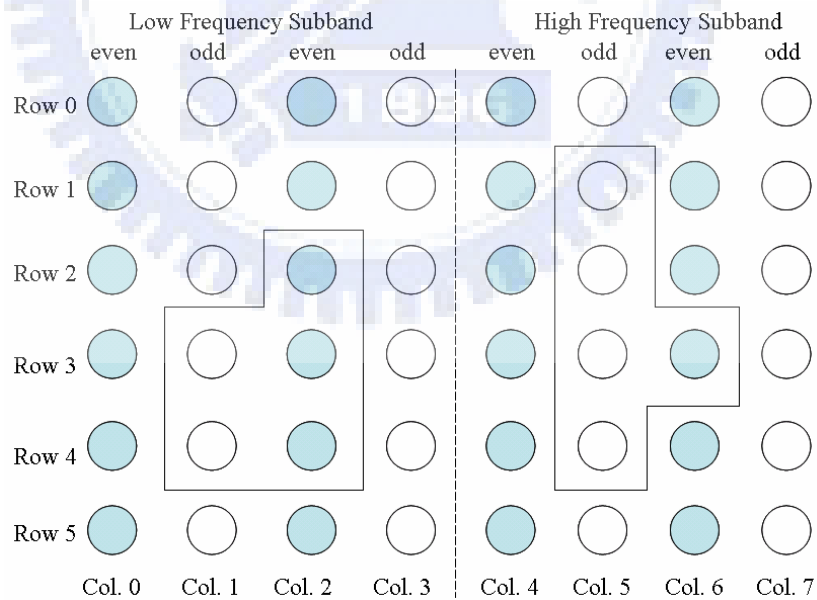 Low Frequency Subband High Frequency Subband
even odd even odd even odd even odd
Row 0
Row 1
Row 2
Row 3
Row 4
Row 5
Col. 0 Col. 1 Col. 2 Col. 3 Col. 4 Col. 5 Col. 6 Col. 7